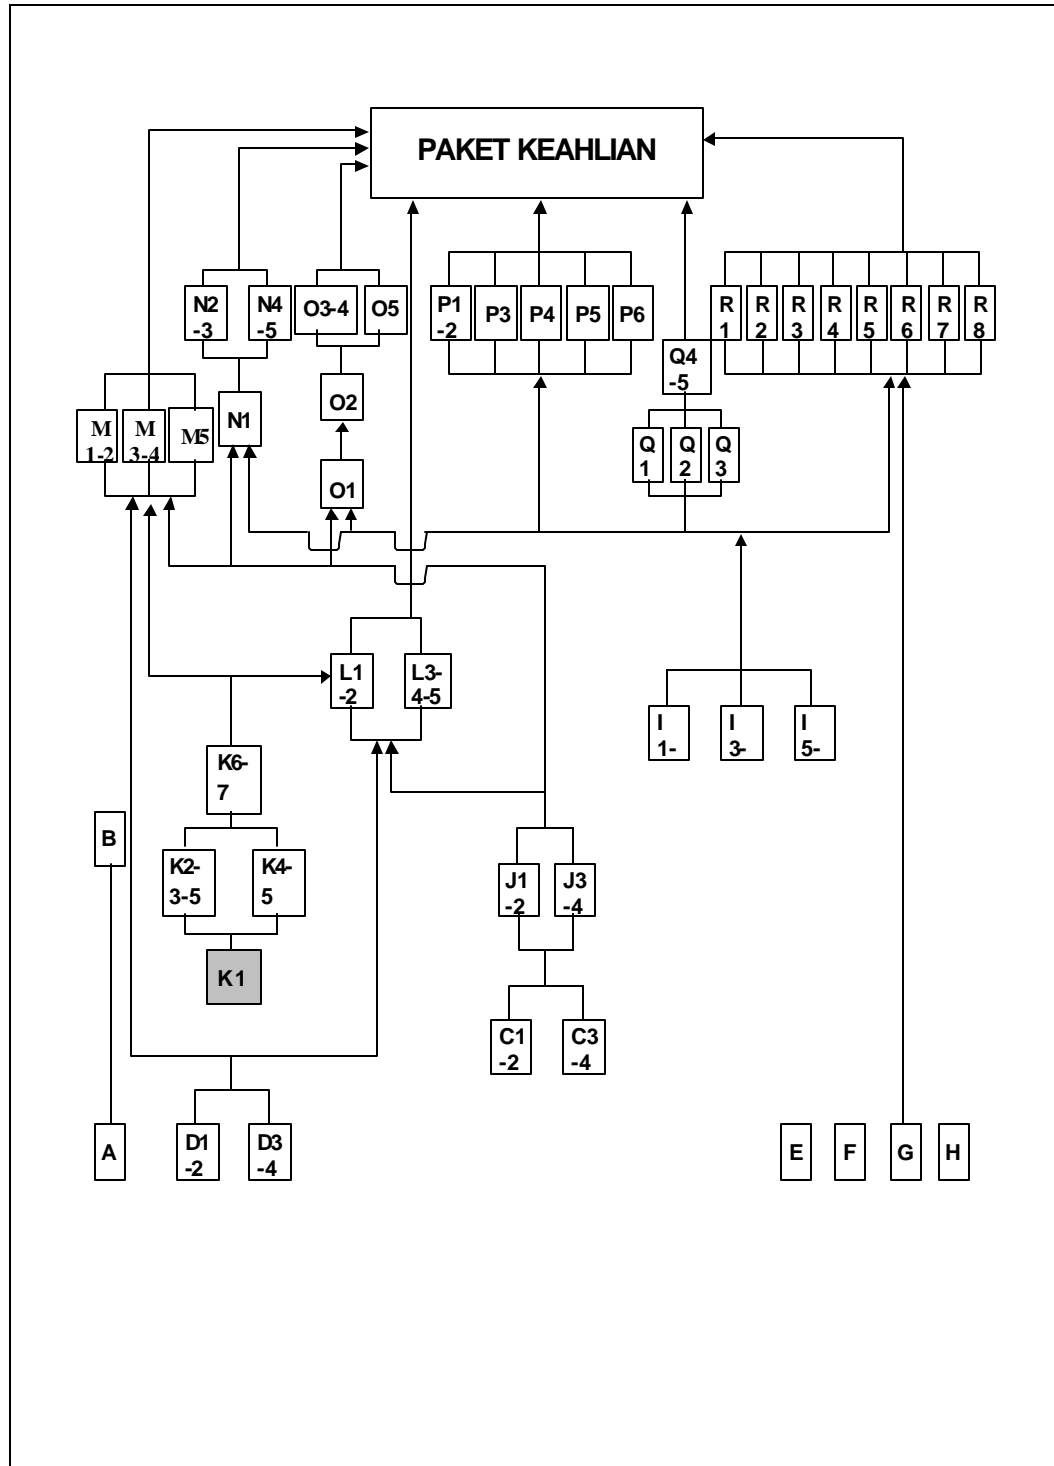 PAKET KEAHLIAN
N2
-3
N4
-5
O3-4
O5
P1
-2
P3
P4
P5
P6
R
1
R
2
R
3
R
4
R
5
R
6
R
7
R
8
Q4
-5
O2
N1
M
1-2
M
3-4
M5
Q
1
Q
2
Q
3
O1
L1
-2
L3-
4-5
I
1-
I
3-
I
5-
K6-
7
B
K2-
3-5
K4-
5
J1
-2
J3
-4
K1
C1
-2
C3
-4
A
D1
-2
D3
-4
E
F
G
H